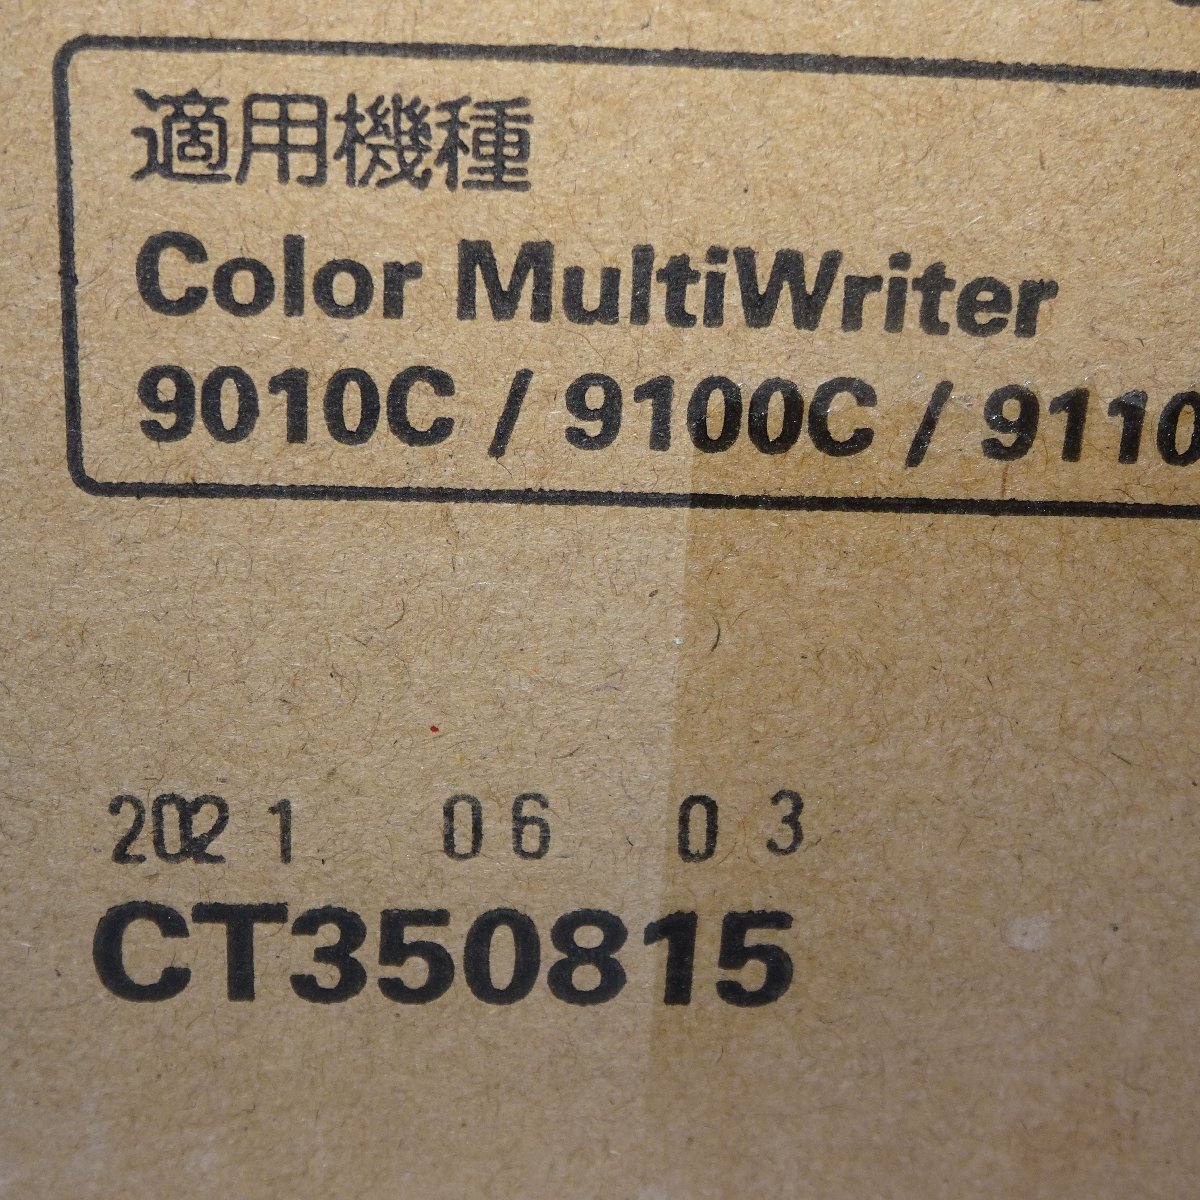 適用機種
Color MultiWriter
9010C / 9100C / 9110
2021 06 03
CT350815